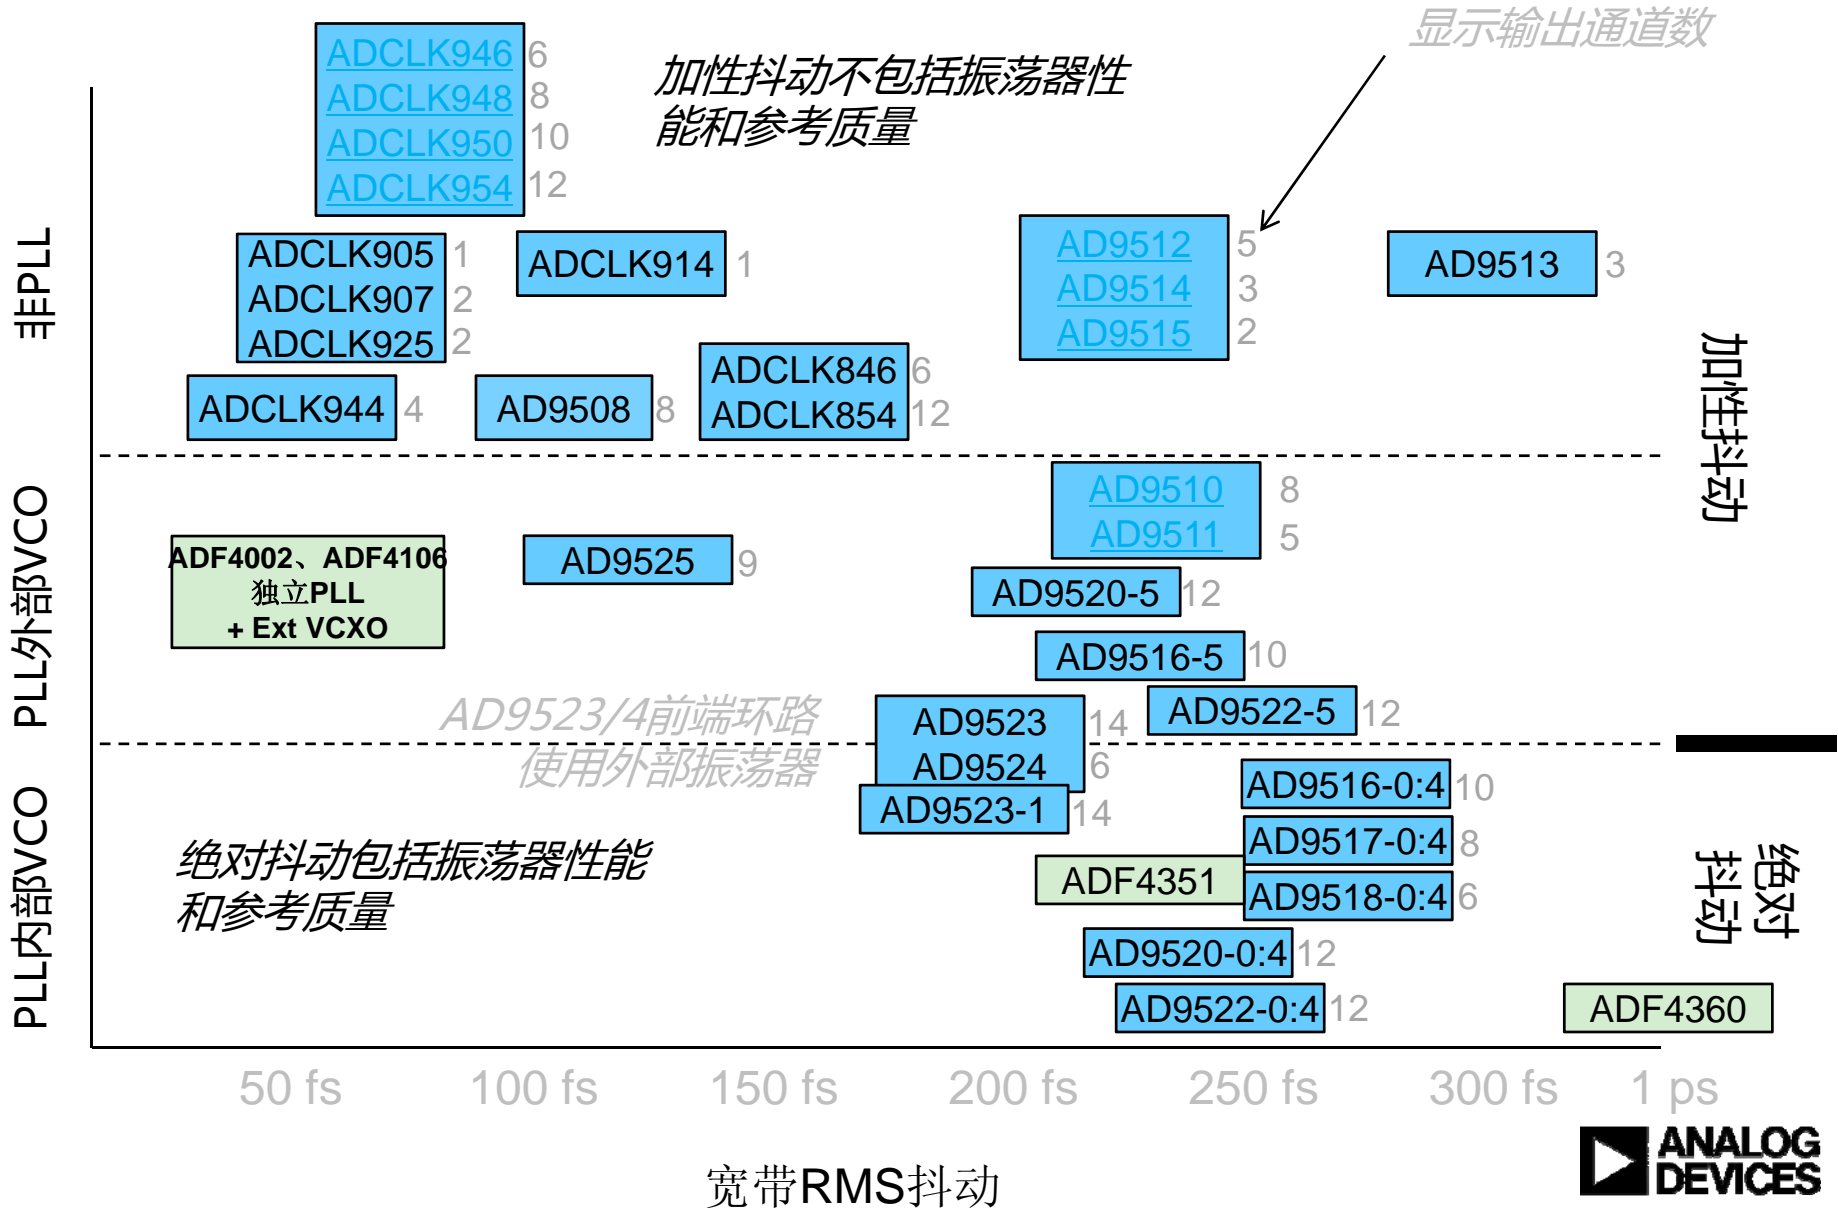 显示输出通道数
ADCLK946 6
ADCLK948 8
ADCLK950 10
ADCLK954 12
加性抖动不包括振荡器性
能和参考质量
非PLL
ADCLK905 1
ADCLK907 2
ADCLK925 2
ADCLK914 1
AD9512 5
AD9514 3
AD9515 2
AD9513 3
ADCLK944 4
AD9508 8
ADCLK846 6
ADCLK854 12
加性抖动
PLL外部VCO
ADF4002、ADF4106
独立PLL
+ Ext VCXO
AD9525 9
AD9510 8
AD9511 5
AD9520-5 12
AD9516-5 10
AD9522-5 12
AD9523/4前端环路
使用外部振荡器
AD9523 14
AD9524 6
AD9523-1 14
PLL内部VCO
绝对抖动包括振荡器性能
和参考质量
AD9516-0:4 10
AD9517-0:4 8
ADF4351
AD9518-0:4 6
AD9520-0:4 12
AD9522-0:4 12
ADF4360
绝对
抖动
50 fs 100 fs 150 fs 200 fs 250 fs 300 fs 1 ps
宽带RMS抖动
ANALOG
DEVICES